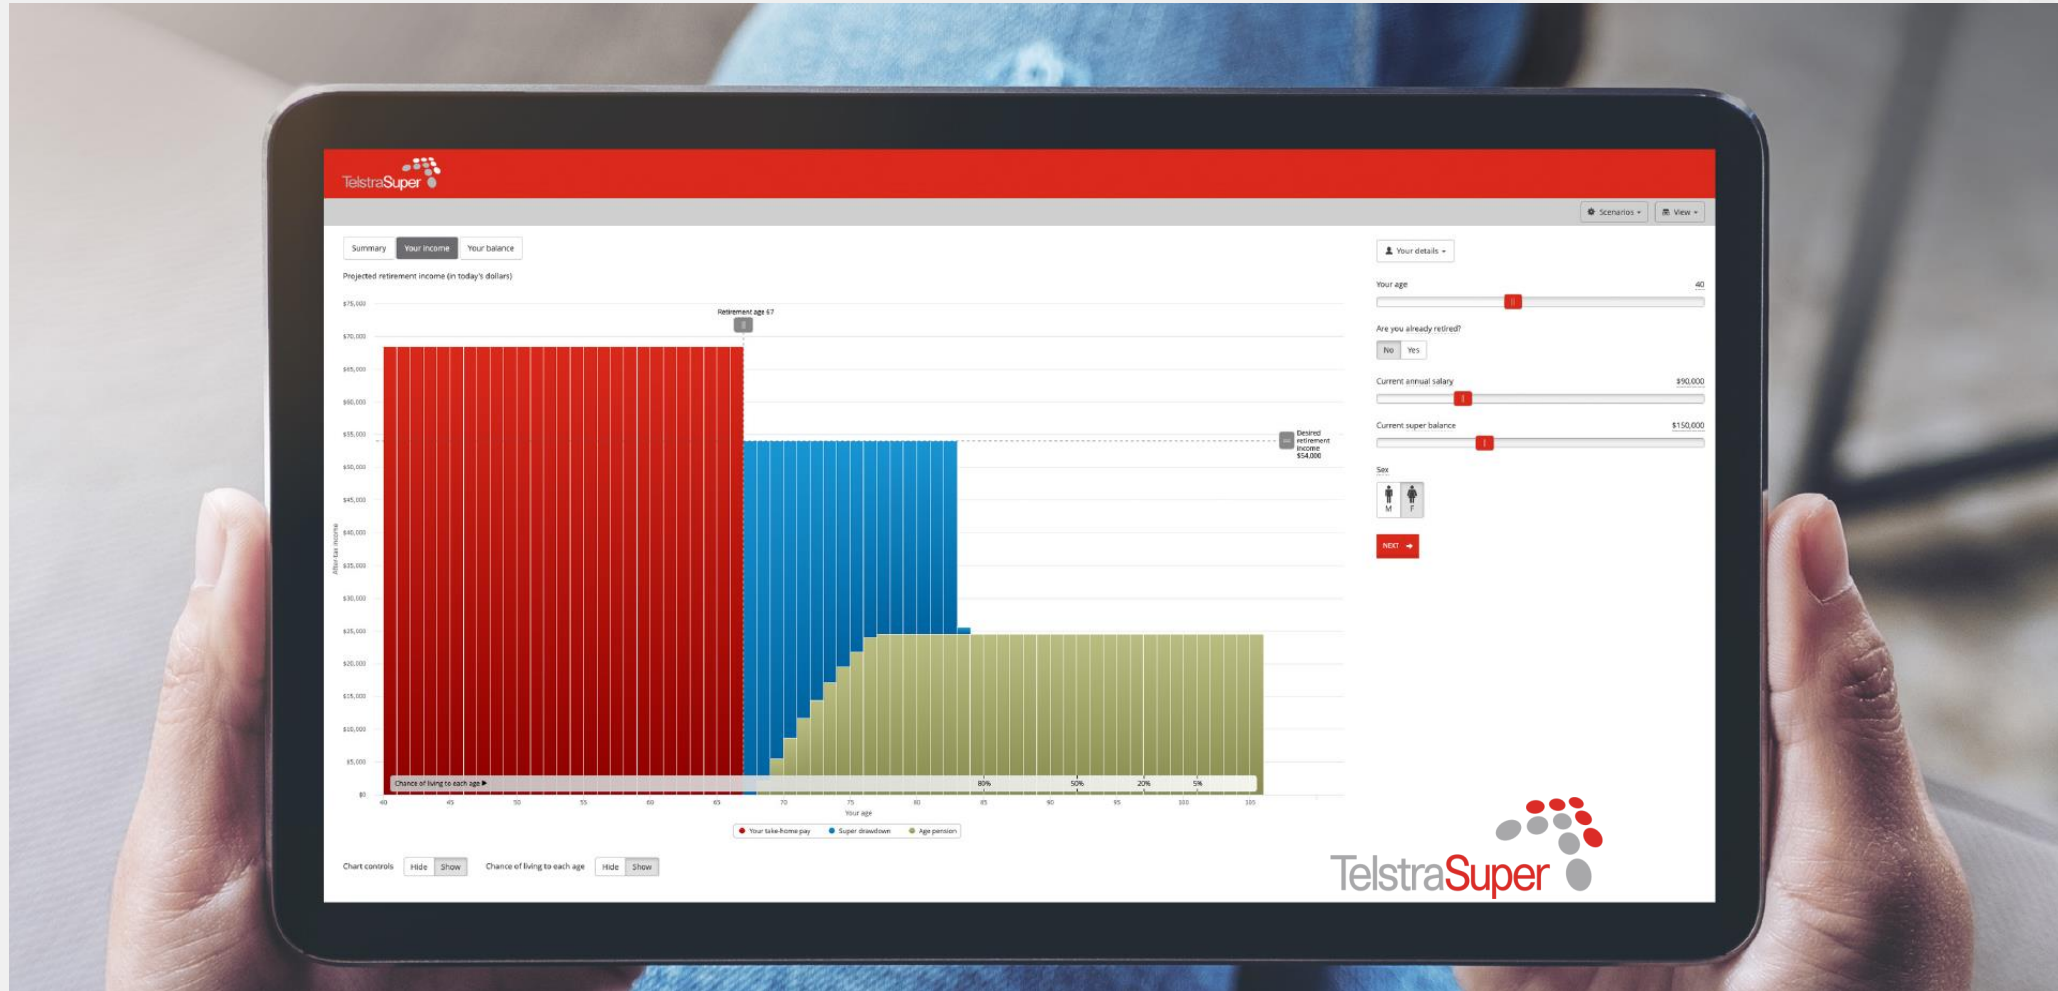 TelstraSuper
Scenarios
View
Summary
Your income
Your balance
Your details
Projected retirement income (in today's dollars)
Your age
40
$75,000
Retirement age 67
$70,000
Are you already retired?
No
Yes
$65,000
Current annual salary
$90,000
$60,000
Current super balance
$150,000
$55,000
Desired
retirement
income
$54,000
$50,000
Sex
M
F
$45,000
$40,000
NEXT
After-tax income
$35,000
$30,000
$25,000
$20,000
$15,000
$10,000
$5,000
Chance of living to each age
80%
50%
20%
5%
$0
40 45 50 55 60 65 70 75 80 85 90 95 100 105
Your age
Your take-home pay
Super drawdown
Age pension
Chart controls
Hide
Show
Chance of living to each age
Hide
Show
TelstraSuper